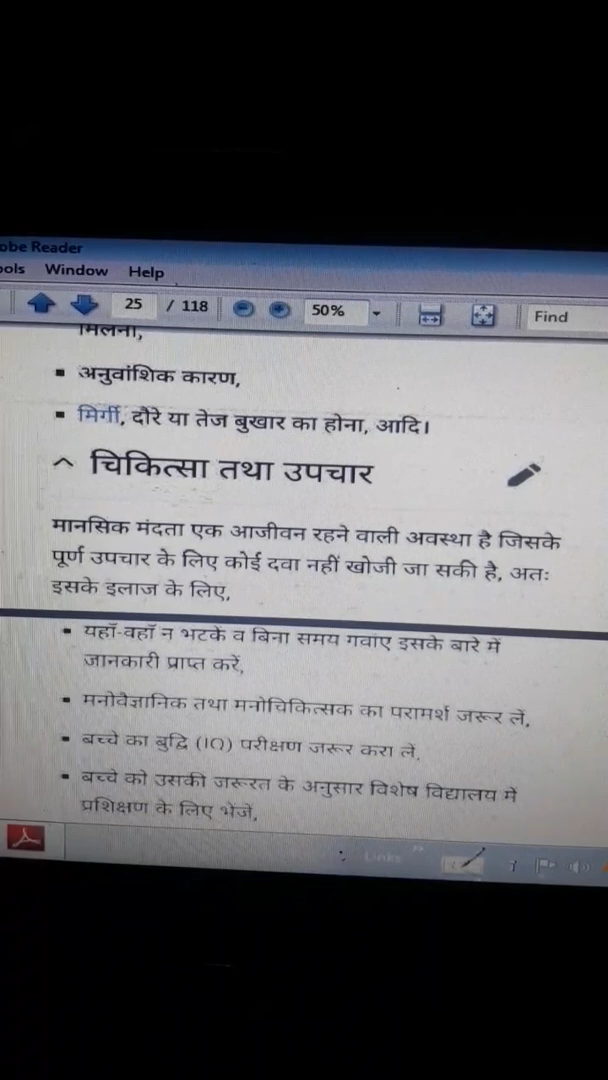 obe Reader
ools Window Help
25 / 118 50% Find
मिलना,
▪ अनुवांशिक कारण,
▪ मिर्गी, दौरे या तेज बुखार का होना, आदि।
चिकित्सा तथा उपचार
मानसिक मंदता एक आजीवन रहने वाली अवस्था है जिसके
पूर्ण उपचार के लिए कोई दवा नहीं खोजी जा सकी है, अतः
इसके इलाज के लिए,
▪ यहाँ-वहाँ न भटकें व बिना समय गवांए इसके बारे में
जानकारी प्राप्त करें,
▪ मनोवैज्ञानिक तथा मनोचिकित्सक का परामर्श जरूर लें,
▪ बच्चे का बुद्धि (IQ) परीक्षण जरूर करा लें,
▪ बच्चे को उसकी जरूरत के अनुसार विशेष विद्यालय में
प्रशिक्षण के लिए भेजें,
Links